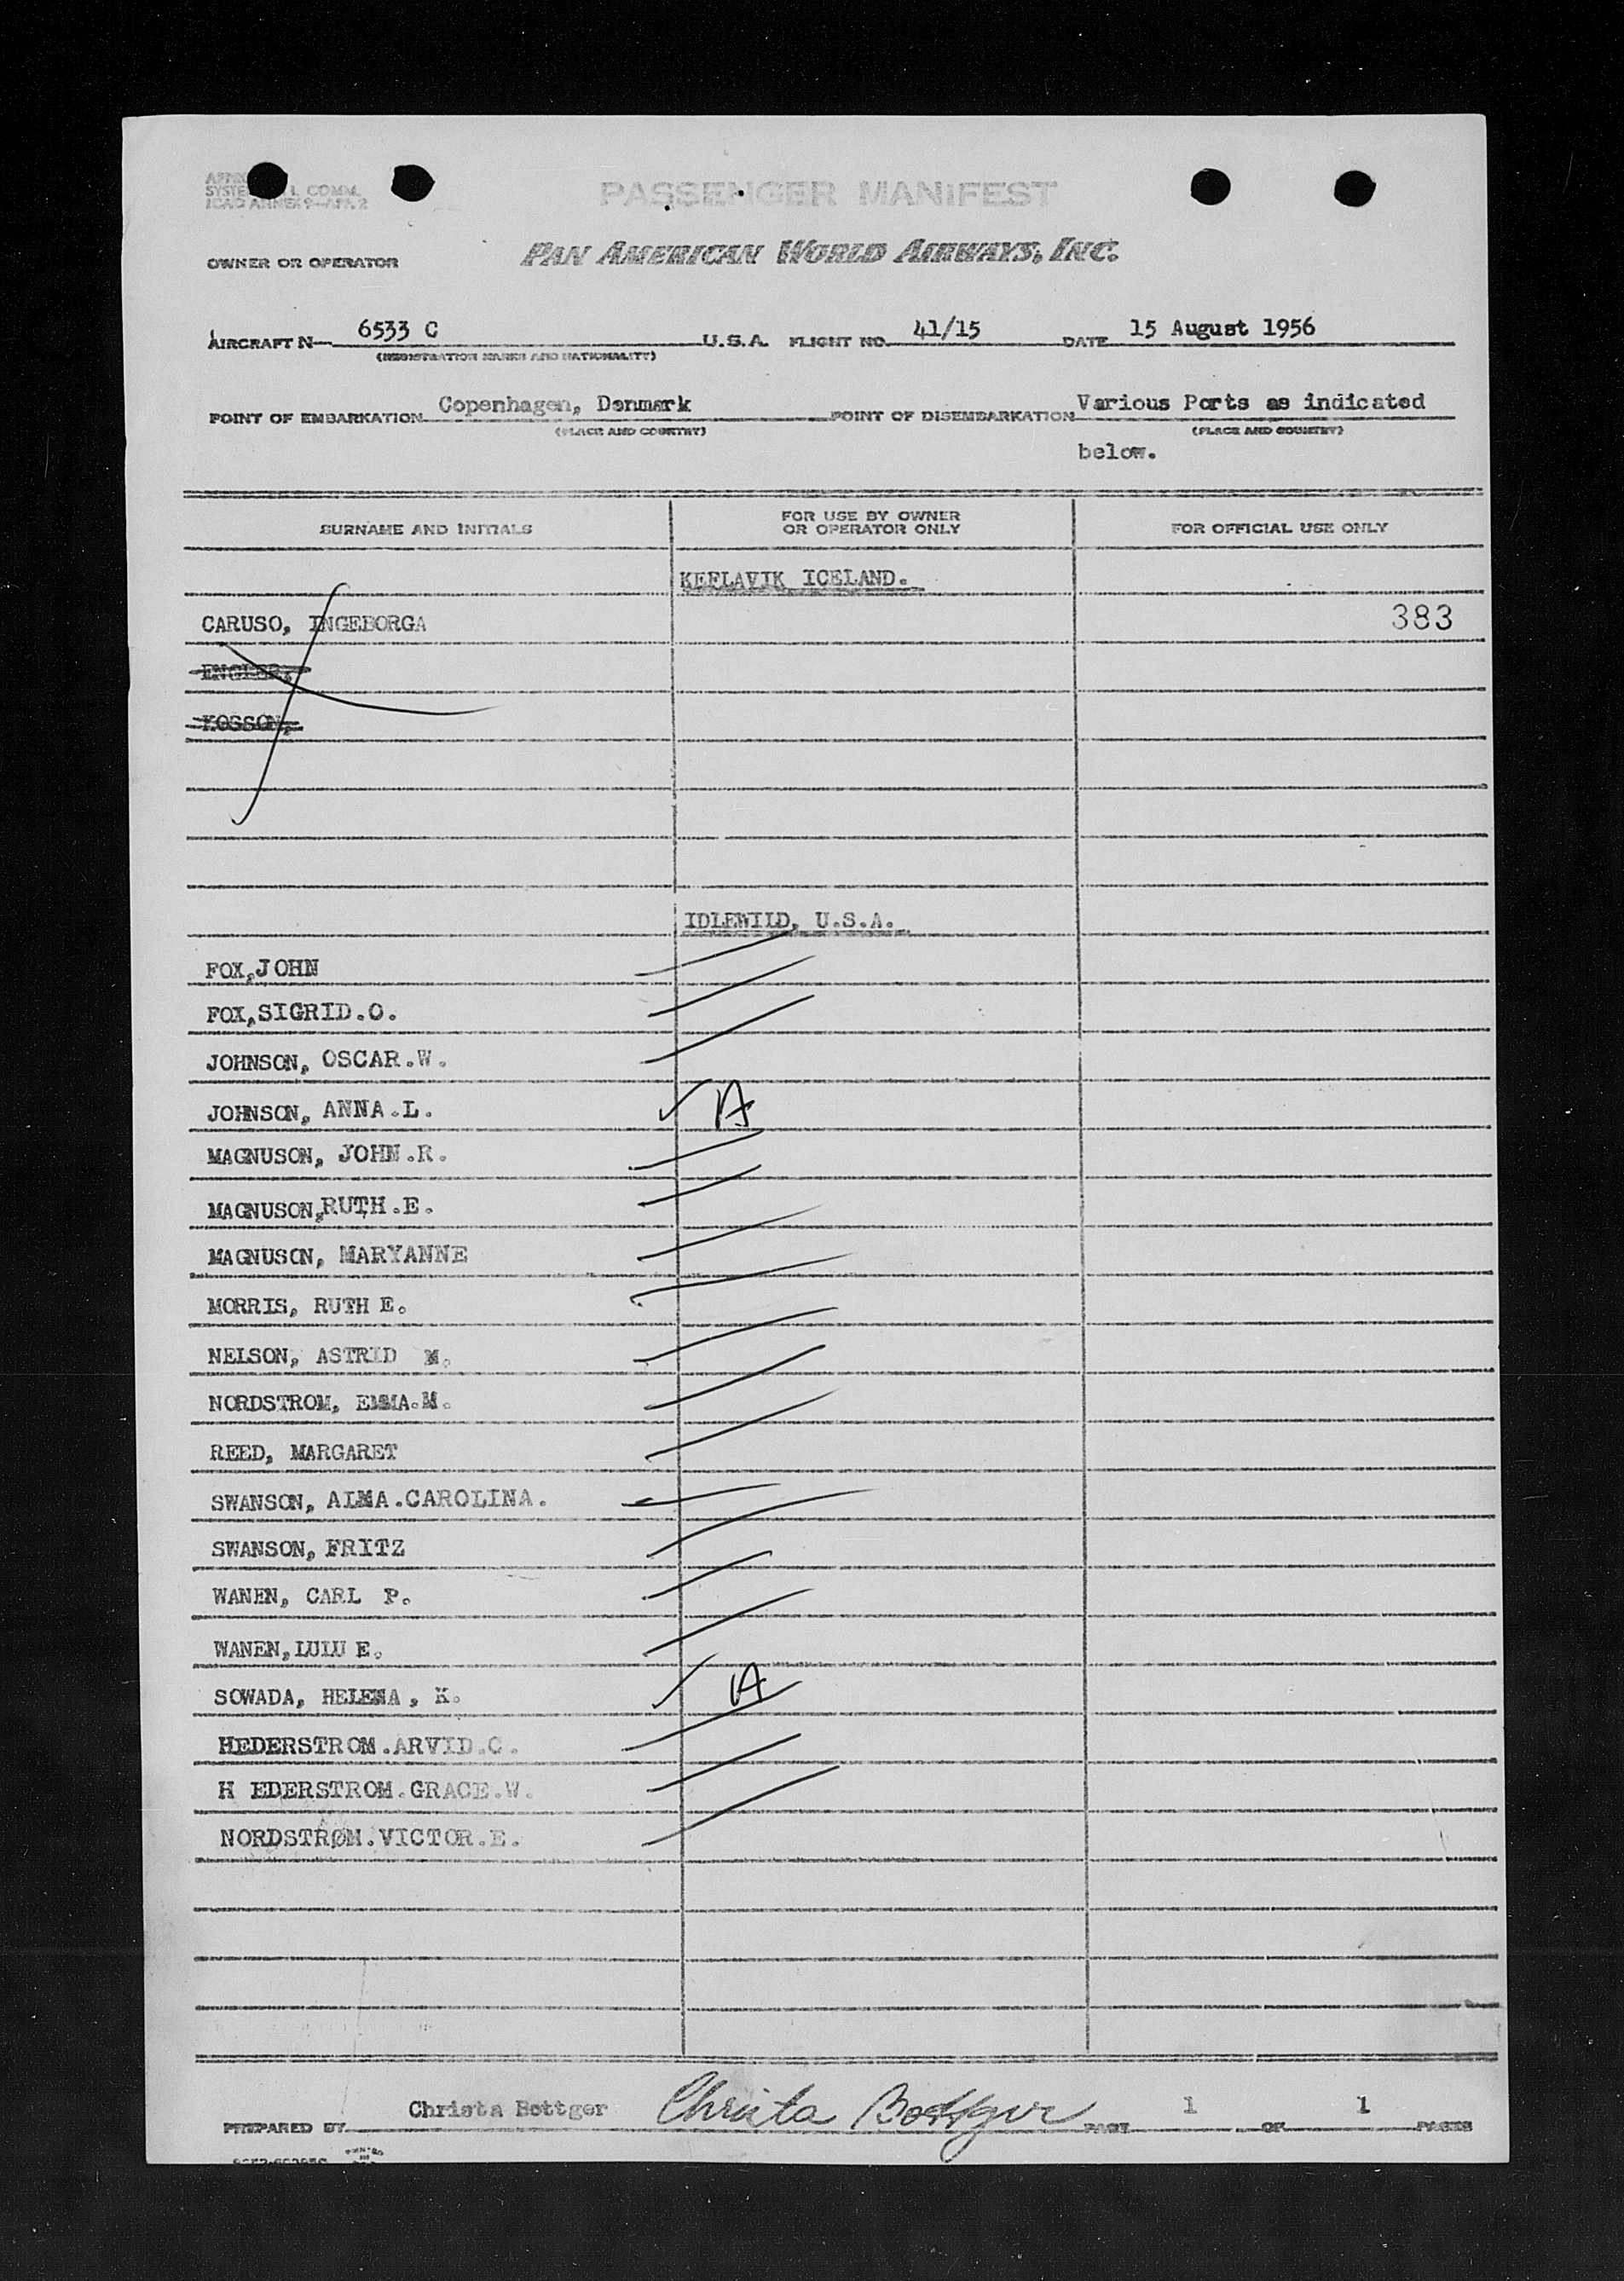 PASSENGER MANIFEST
OWNER OR OPERATOR PAN AMERICAN WORLD AIRWAYS, INC.
AIRCRAFT N— 6533 C U.S.A. FLIGHT NO. 41/15 DATE 15 August 1956
(REGISTRATION MARKS AND NATIONALITY)
POINT OF EMBARKATION Copenhagen, Denmark POINT OF DISEMBARKATION Various Ports as indicated
(PLACE AND COUNTRY) (PLACE AND COUNTRY)
below.
SURNAME AND INITIALS FOR USE BY OWNER OR OPERATOR ONLY FOR OFFICIAL USE ONLY
KEFLAVIK ICELAND.
CARUSO, INGEBORGA 383
KOSSON,
IDLEWILD, U.S.A.
FOX,JOHN
FOX,SIGRID.O.
JOHNSON, OSCAR.W.
JOHNSON, ANNA.L. A
MAGNUSON, JOHN.R.
MAGNUSON,RUTH.E.
MAGNUSON, MARYANNE
MORRIS, RUTH E.
NELSON, ASTRID M.
NORDSTROM, EMMA.M.
REED, MARGARET
SWANSON, ALMA.CAROLINA.
SWANSON, FRITZ
WANEN, CARL P.
WANEN,LULU E.
SOWADA, HELENA, K. A
HEDERSTROM.ARVID.C.
H EDERSTROM.GRACE.W.
NORDSTRØM.VICTOR.E.
PREPARED BY Christa Bottger Christa Bottger PAGE 1 OF 1 PAGES